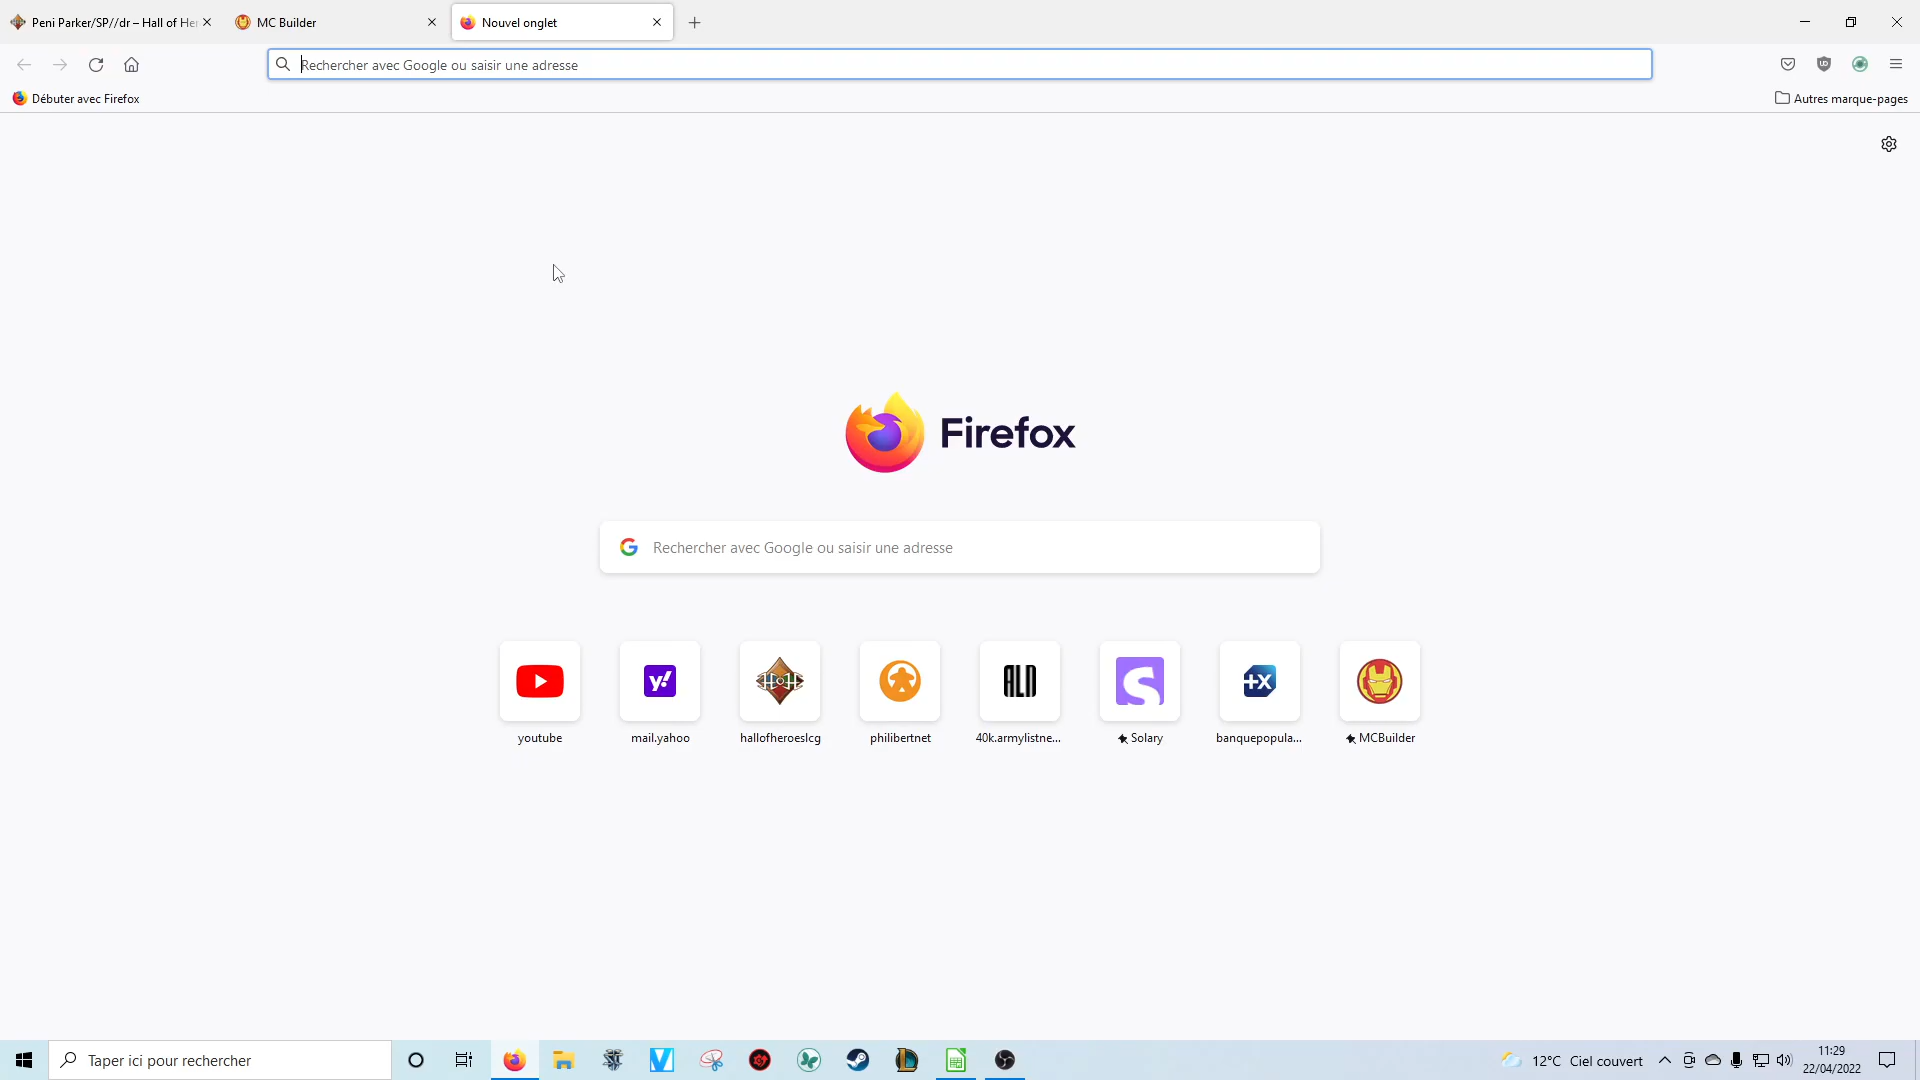 Peni Parker/SP//dr – Hall of Her
MC Builder
Nouvel onglet
Rechercher avec Google ou saisir une adresse
Débuter avec Firefox
Autres marque-pages
Firefox
Rechercher avec Google ou saisir une adresse
youtube
mail.yahoo
hallofheroeslcg
philibertnet
40k.armylistne...
Solary
banquepopula...
MCBuilder
Taper ici pour rechercher
12°C Ciel couvert
11:29
22/04/2022